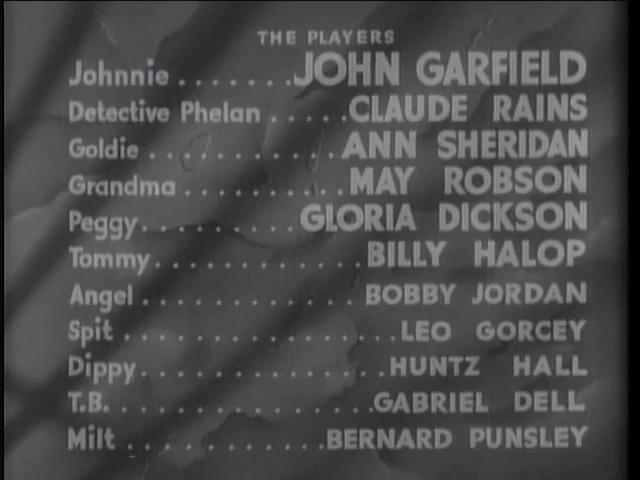 THE PLAYERS
Johnnie.......JOHN GARFIELD
Detective Phelan.....CLAUDE RAINS
Goldie...........ANN SHERIDAN
Grandma.........MAY ROBSON
Peggy.........GLORIA DICKSON
Tommy............BILLY HALOP
Angel............BOBBY JORDAN
Spit...............LEO GORCEY
Dippy..............HUNTZ HALL
T.B...............GABRIEL DELL
Milt............BERNARD PUNSLEY